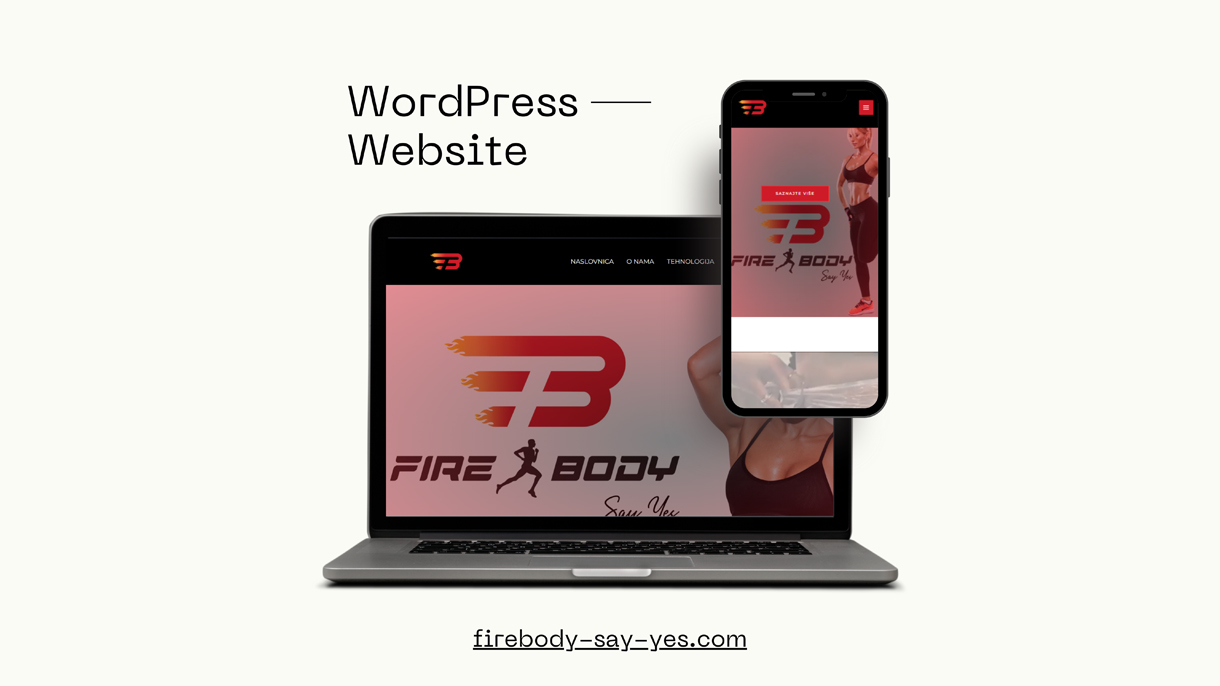 WordPress
Website
SAZNAJTE VIŠE
FIRE BODY
Say Yes
NASLOVNICA O NAMA TEHNOLOGIJA
FIRE BODY
Say Yes
firebody-say-yes.com